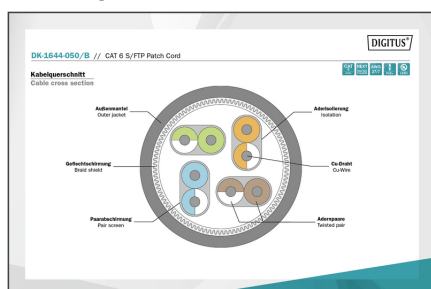 DIGITUS®
DK-1644-050/B // CAT 6 S/FTP Patch Cord
Kabelquerschnitt
Cable cross section
Außenmantel
Outer jacket
Aderisolierung
Isolation
Geflechtschirmung
Braid shield
Cu-Draht
Cu-Wire
Paarabschirmung
Pair screen
Adernpaare
Twisted pair